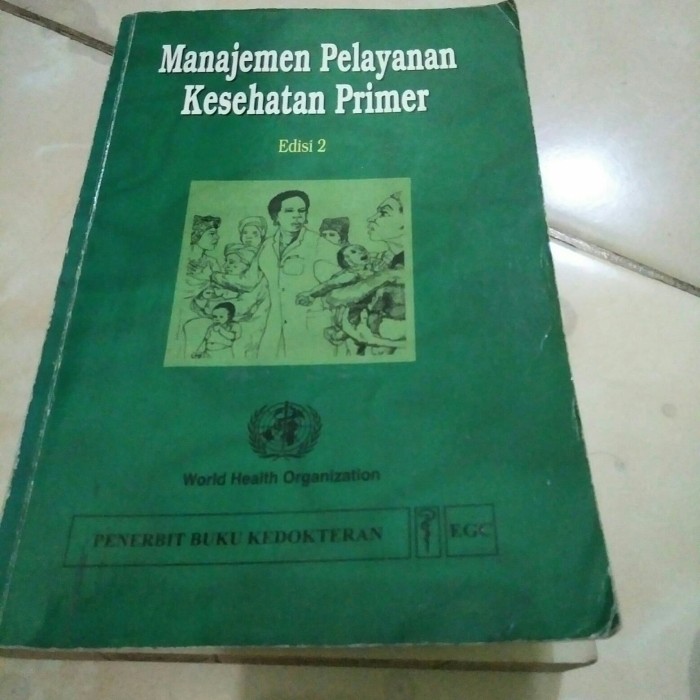 Manajemen Pelayanan
Kesehatan Primer
Edisi 2
World Health Organization
PENERBIT BUKU KEDOKTERAN
EGC